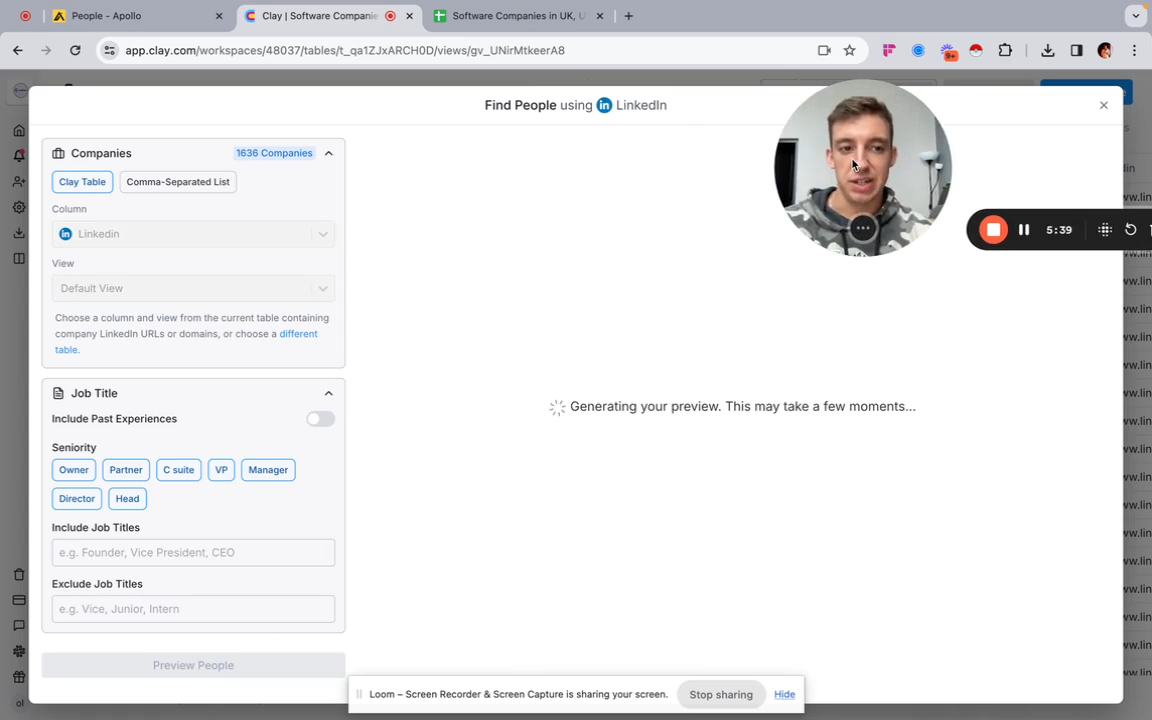 People - Apollo
Clay | Software Companie
Software Companies in UK, U
app.clay.com/workspaces/48037/tables/t_qa1ZJxARCH0D/views/gv_UNirMtkeerA8
9+
Find People using LinkedIn
Companies
1636 Companies
Clay Table
Comma-Separated List
Column
Linkedin
View
Default View
Choose a column and view from the current table containing
company LinkedIn URLs or domains, or choose a different
table.
5:39
Job Title
Include Past Experiences
Seniority
Owner
Partner
C suite
VP
Manager
Director
Head
Include Job Titles
e.g. Founder, Vice President, CEO
Exclude Job Titles
e.g. Vice, Junior, Intern
Preview People
Generating your preview. This may take a few moments...
Loom – Screen Recorder & Screen Capture is sharing your screen.
Stop sharing
Hide
ol